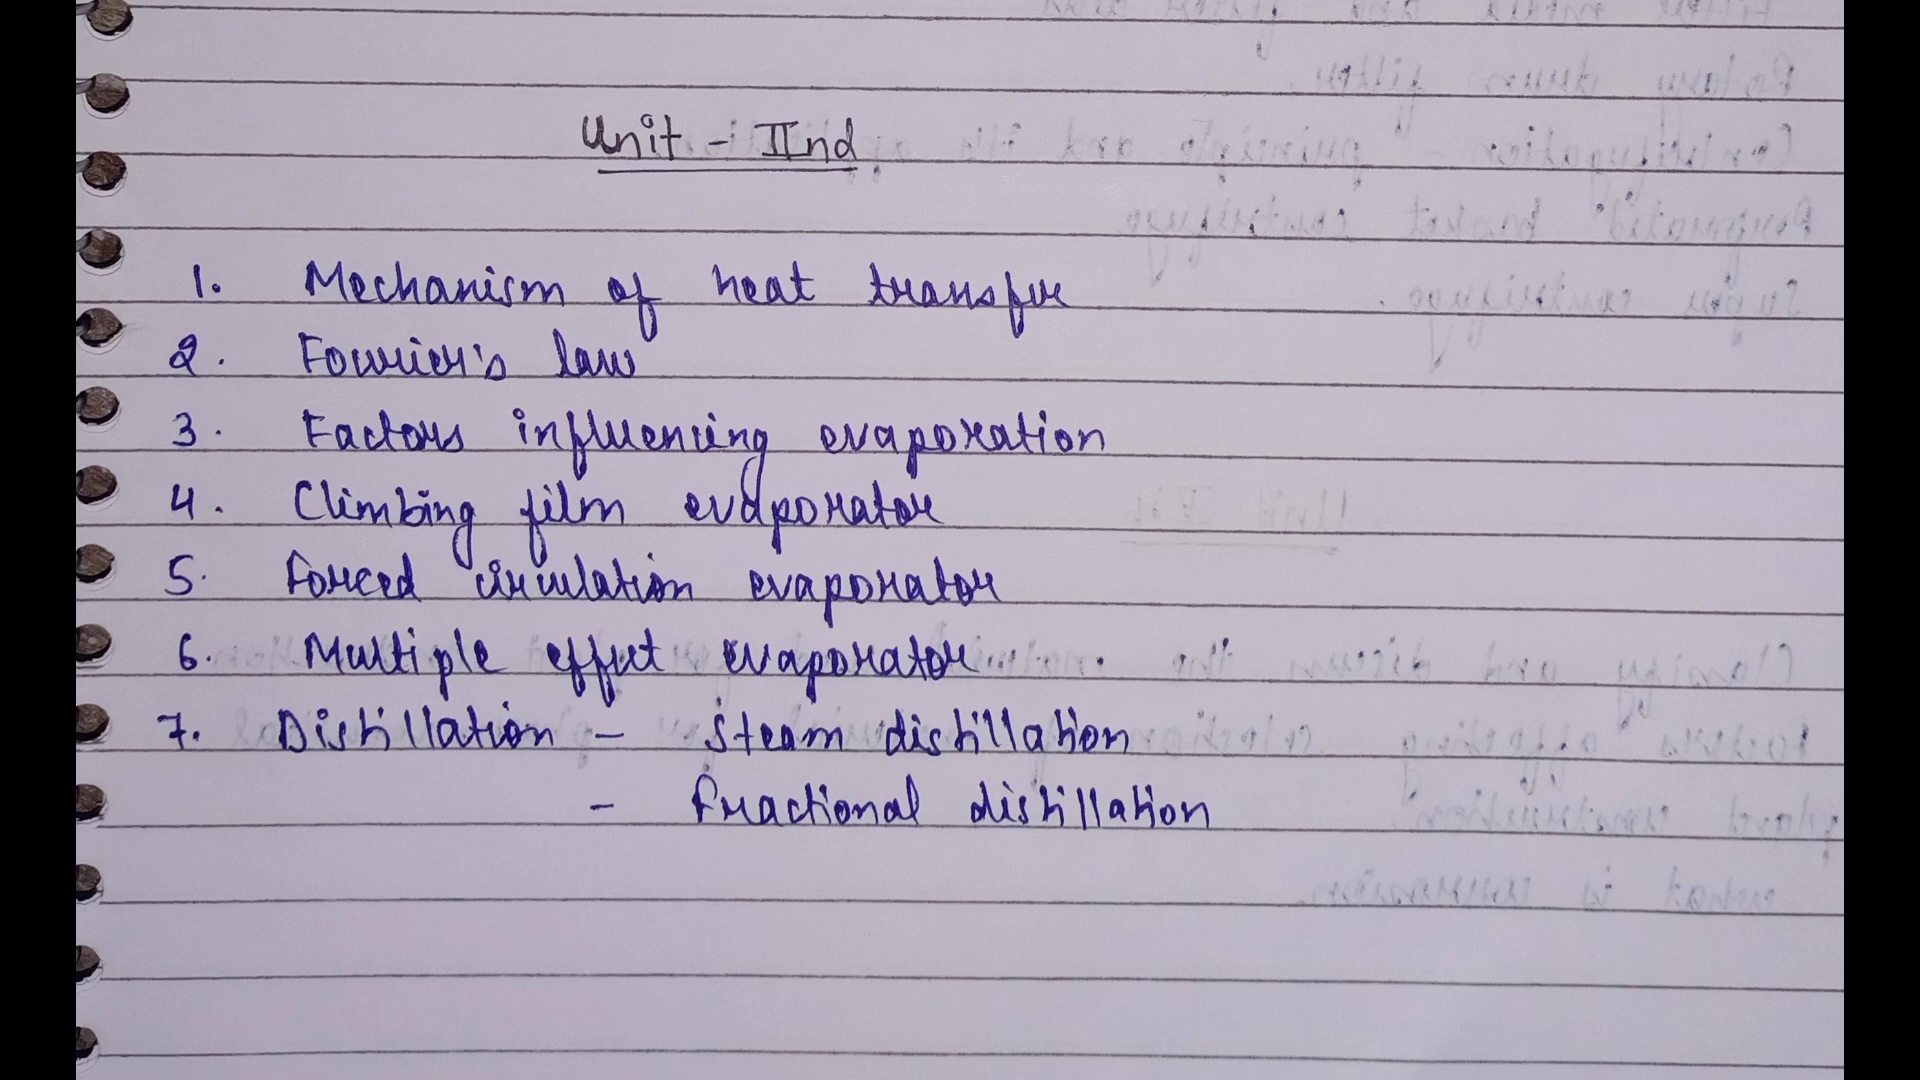 Unit - IInd
1. Mechanism of heat transfer
2. Fourier's law
3. Factors influencing evaporation
4. Climbing film evaporator
5. Forced circulation evaporator
6. Multiple effect evaporator
7. Distillation - Steam distillation
- Fractional distillation